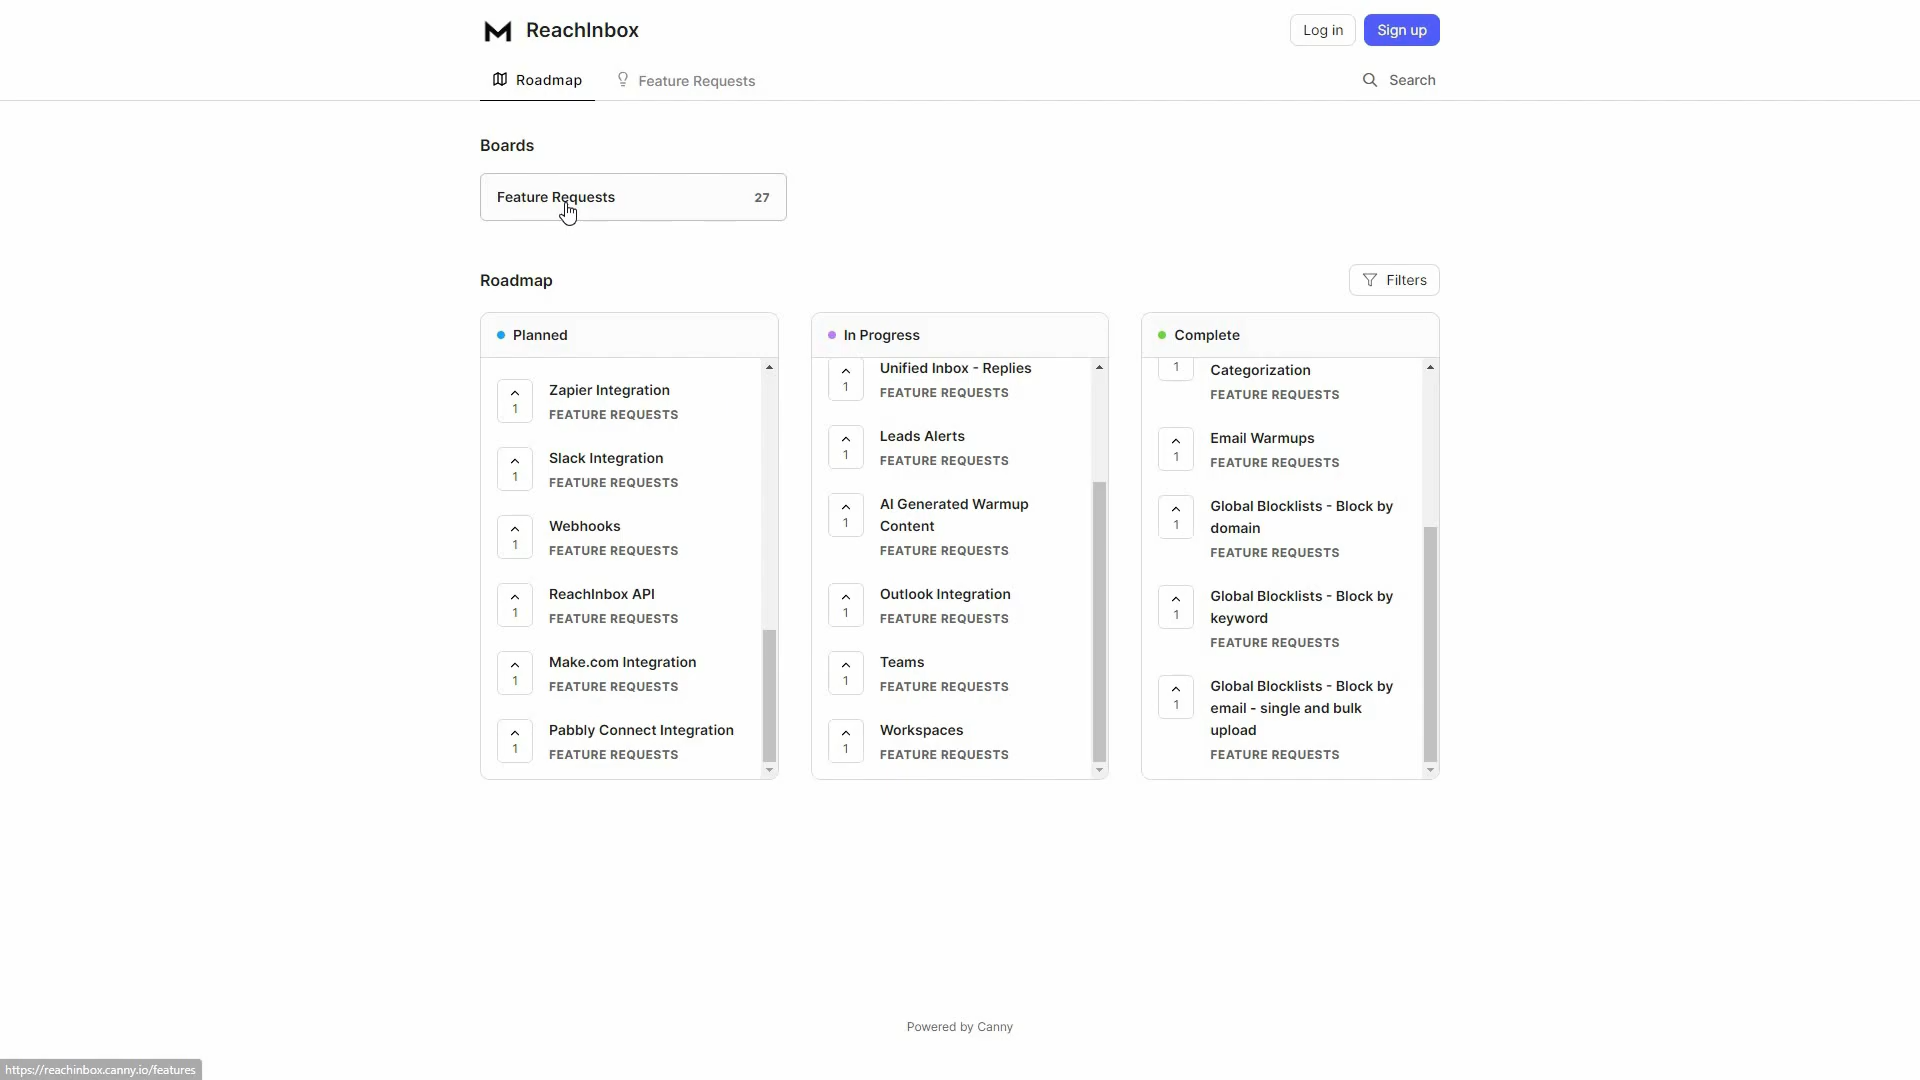 ReachInbox
Log in
Sign up
Roadmap
Feature Requests
Search
Boards
Feature Requests
27
Roadmap
Filters
Planned
Zapier Integration
1
FEATURE REQUESTS
Slack Integration
1
FEATURE REQUESTS
Webhooks
1
FEATURE REQUESTS
ReachInbox API
1
FEATURE REQUESTS
Make.com Integration
1
FEATURE REQUESTS
Pabbly Connect Integration
1
FEATURE REQUESTS
In Progress
Unified Inbox - Replies
1
FEATURE REQUESTS
Leads Alerts
1
FEATURE REQUESTS
AI Generated Warmup
Content
1
FEATURE REQUESTS
Outlook Integration
1
FEATURE REQUESTS
Teams
1
FEATURE REQUESTS
Workspaces
1
FEATURE REQUESTS
Complete
1
Categorization
FEATURE REQUESTS
Email Warmups
1
FEATURE REQUESTS
Global Blocklists - Block by
domain
1
FEATURE REQUESTS
Global Blocklists - Block by
keyword
1
FEATURE REQUESTS
Global Blocklists - Block by
email - single and bulk
upload
1
FEATURE REQUESTS
Powered by Canny
https://reachinbox.canny.io/features